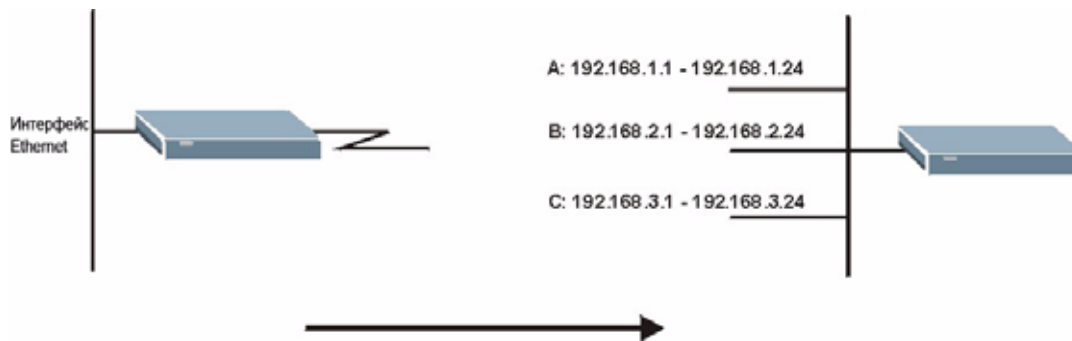 Интерфейс
Ethernet
A: 192.168.1.1 - 192.168.1.24
B: 192.168.2.1 - 192.168.2.24
C: 192.168.3.1 - 192.168.3.24